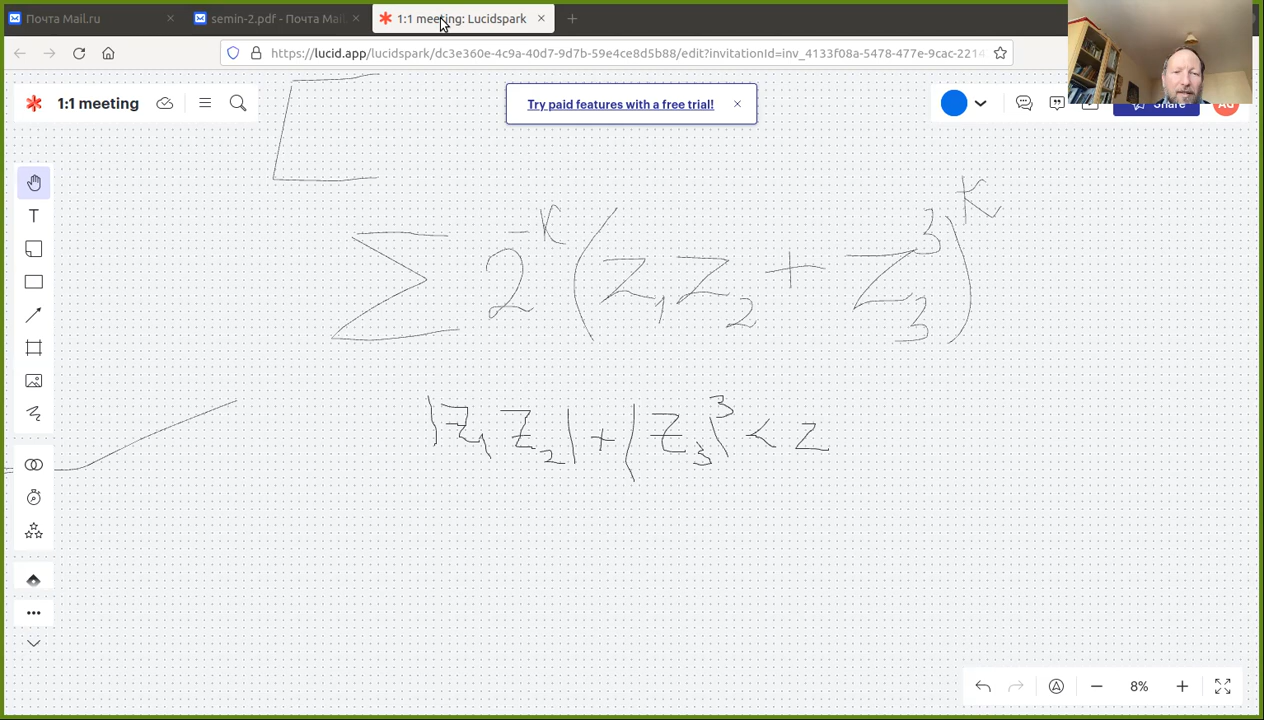 Почта Mail.ru
semin-2.pdf - Почта Mail
1:1 meeting: Lucidspark
https://lucid.app/lucidspark/dc3e360e-4c9a-40d7-9d7b-59e4ce8d5b88/edit?invitationId=inv_4133f08a-5478-477e-9cac-2214
1:1 meeting
Try paid features with a free trial!
Share
AG
T
∑ 2^{-K} (z_1 z_2 + z_3^3)^K
|z_1 z_2| + |z_3|^3 < 2
8%